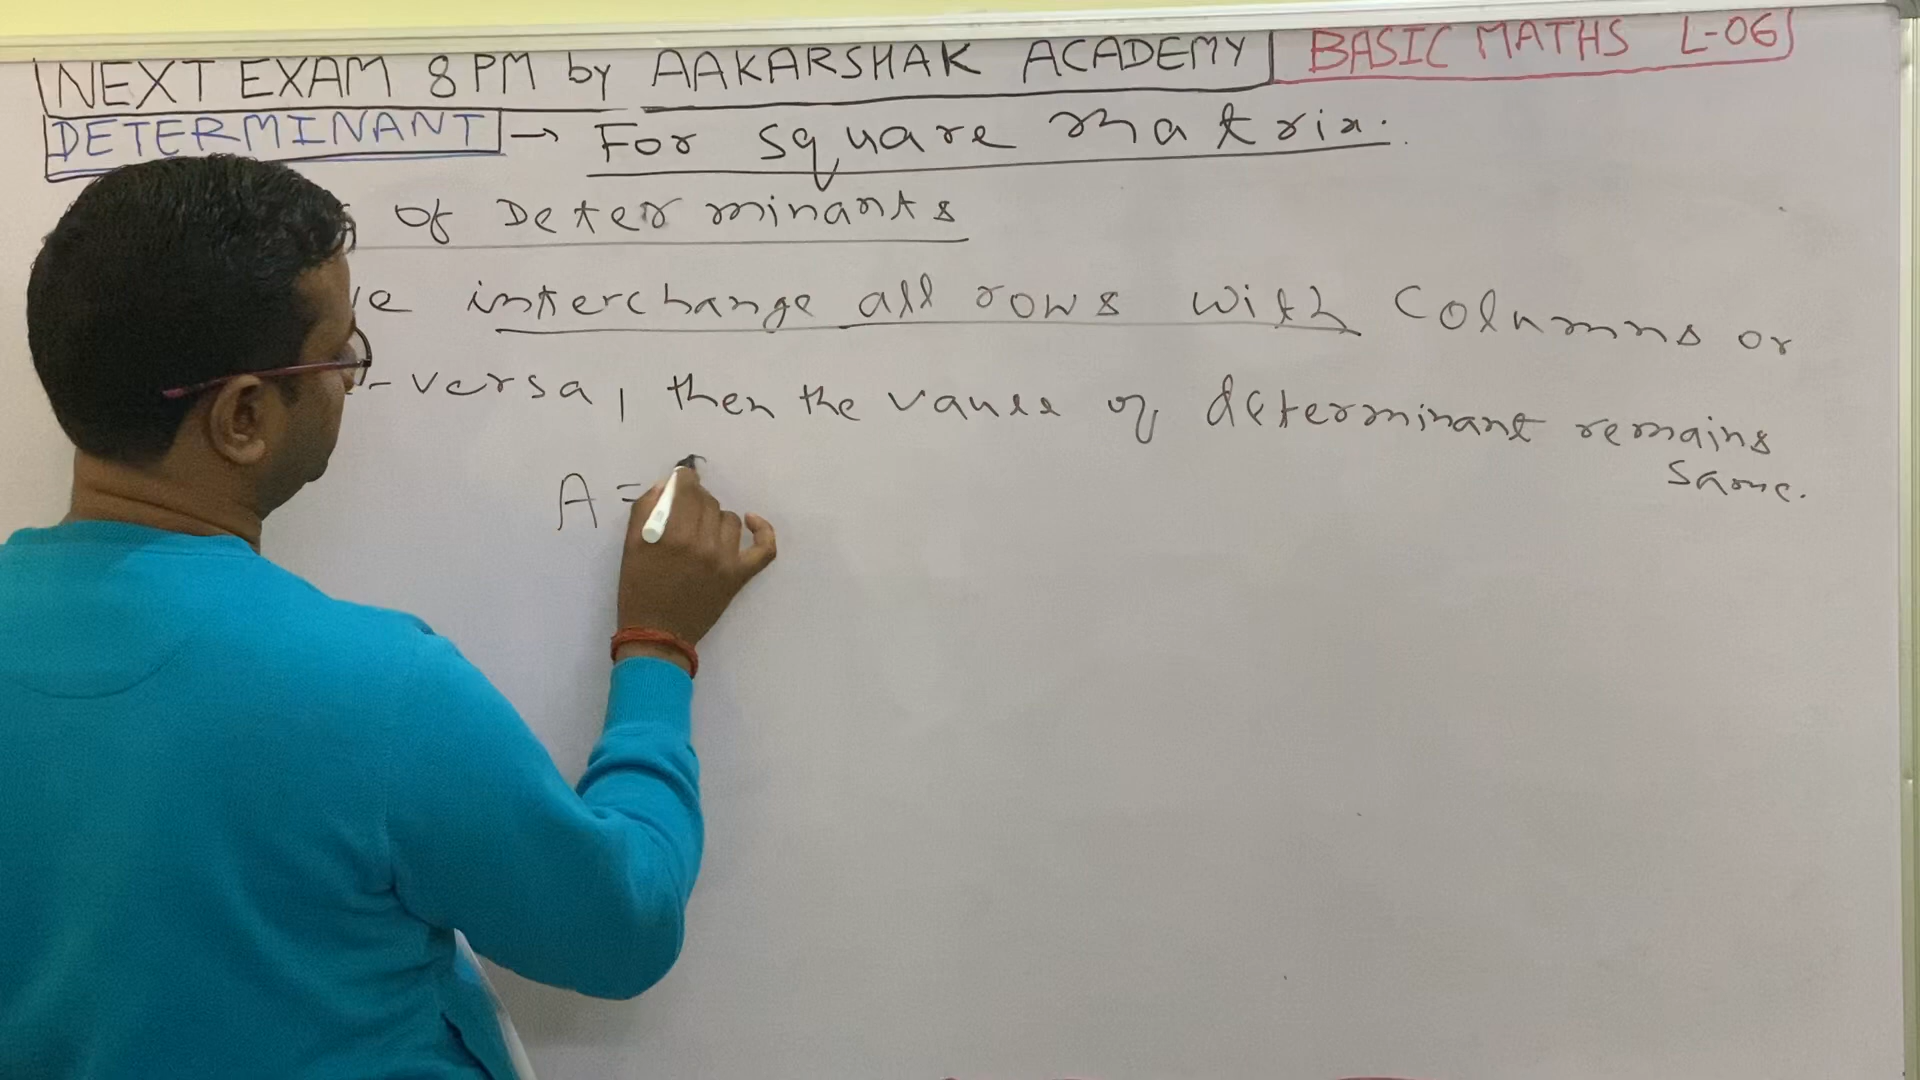 NEXT EXAM 8 PM by AAKARSHAK ACADEMY | BASIC MATHS L-06
DETERMINANT → For square matrix.
of Determinants
interchange all rows with columns or
-versa, then the value of determinant remains
same.
A =